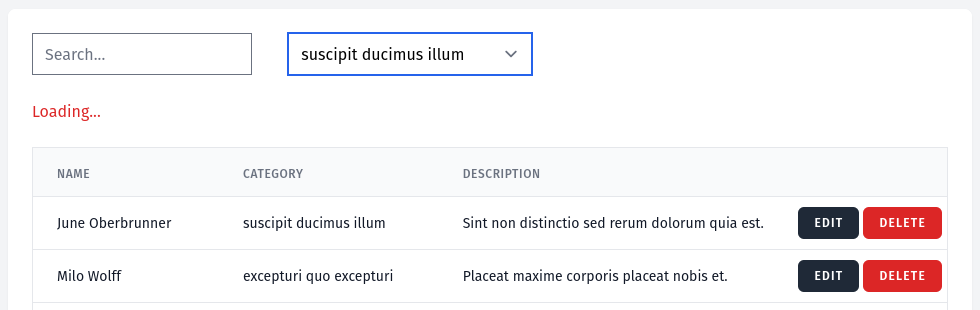 Search... suscipit ducimus illum
Loading...
NAME CATEGORY DESCRIPTION
June Oberbrunner suscipit ducimus illum Sint non distinctio sed rerum dolorum quia est. EDIT DELETE
Milo Wolff excepturi quo excepturi Placeat maxime corporis placeat nobis et. EDIT DELETE